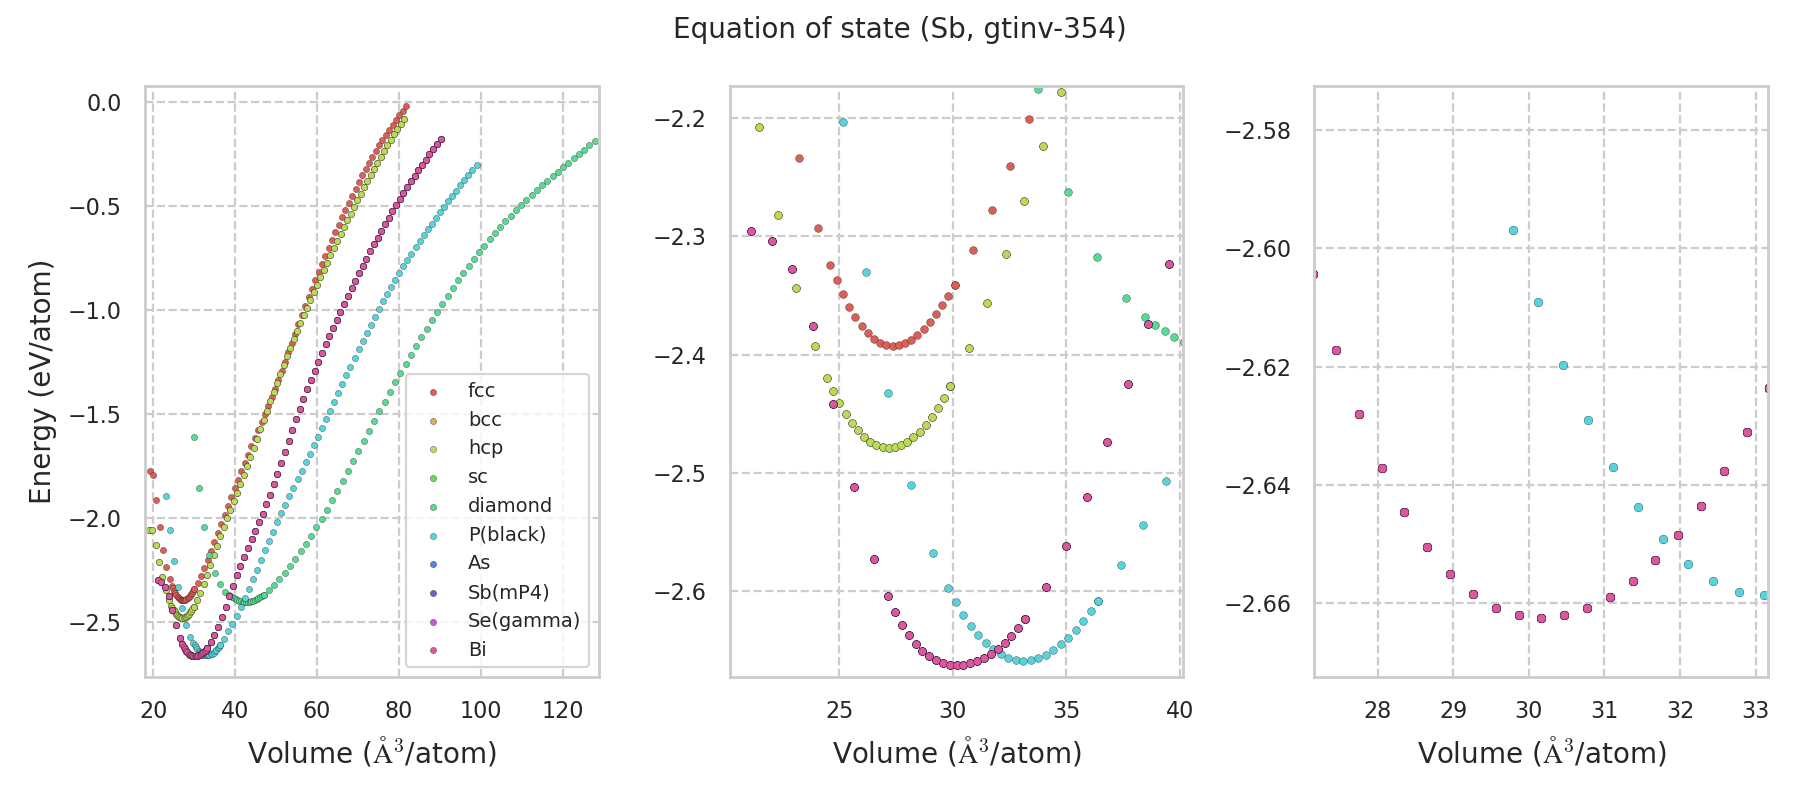 Equation of state (Sb, gtinv-354)
Energy (eV/atom)
0.0
−0.5
−1.0
−1.5
−2.0
−2.5
20 40 60 80 100 120
Volume (Å³/atom)
fcc
bcc
hcp
sc
diamond
P(black)
As
Sb(mP4)
Se(gamma)
Bi
−2.2
−2.3
−2.4
−2.5
−2.6
25 30 35 40
Volume (Å³/atom)
−2.58
−2.60
−2.62
−2.64
−2.66
28 29 30 31 32 33
Volume (Å³/atom)